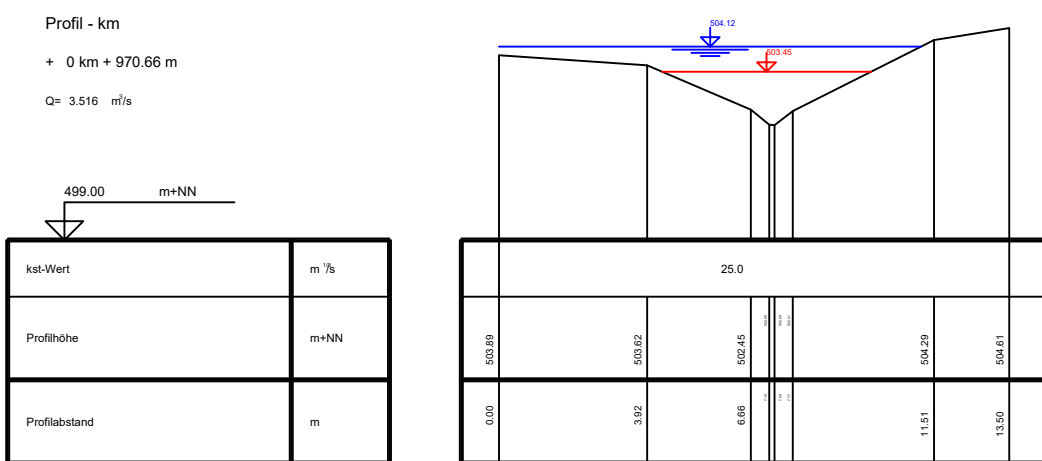 Profil - km
+ 0 km + 970.66 m
Q= 3.516 m³/s
504.12
503.45
499.00 m+NN
kst-Wert m ¹/³/s 25.0
Profilhöhe m+NN 503.89 503.62 502.45 504.29 504.61
Profilabstand m 0.00 3.92 6.66 11.51 13.50